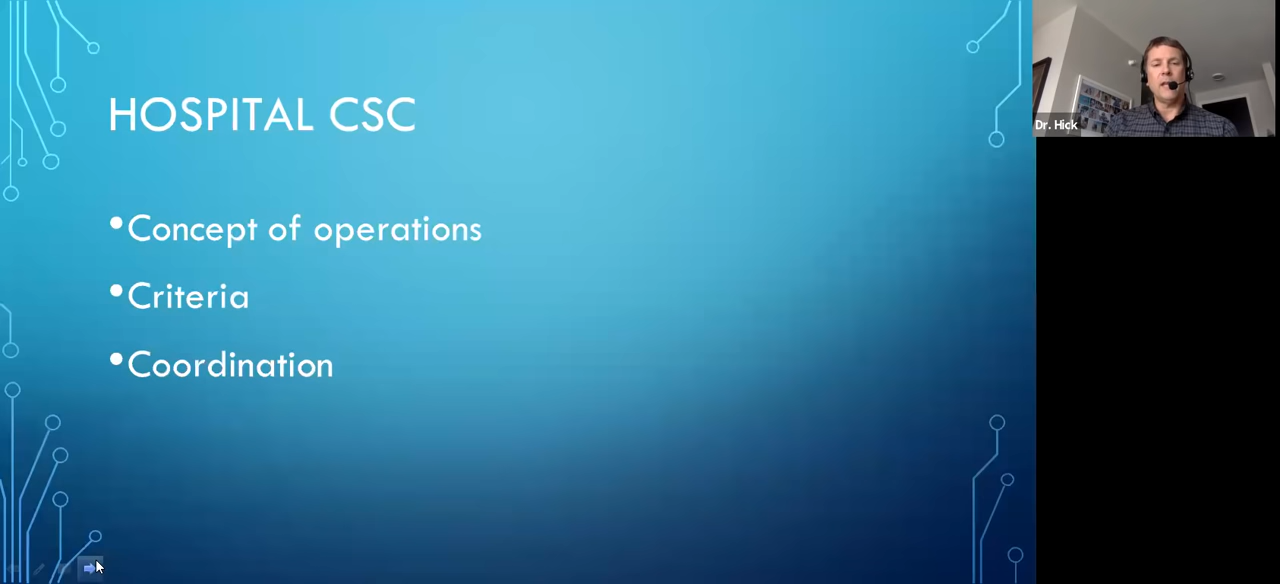 HOSPITAL CSC
•Concept of operations
•Criteria
•Coordination
Dr. Hick